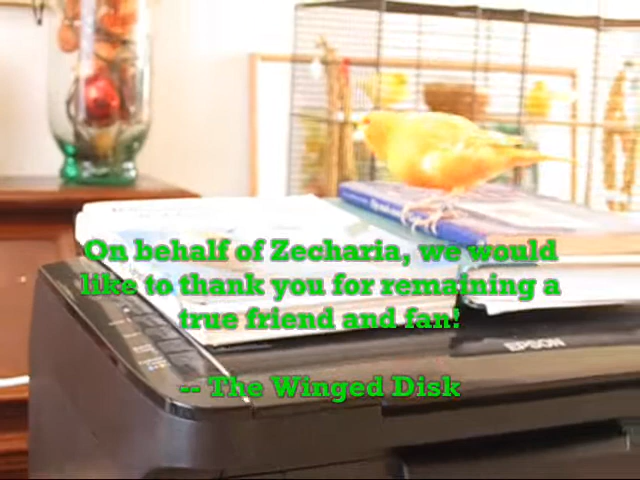 On behalf of Zecharia, we would
like to thank you for remaining a
true friend and fan!
-- The Winged Disk
EPSON